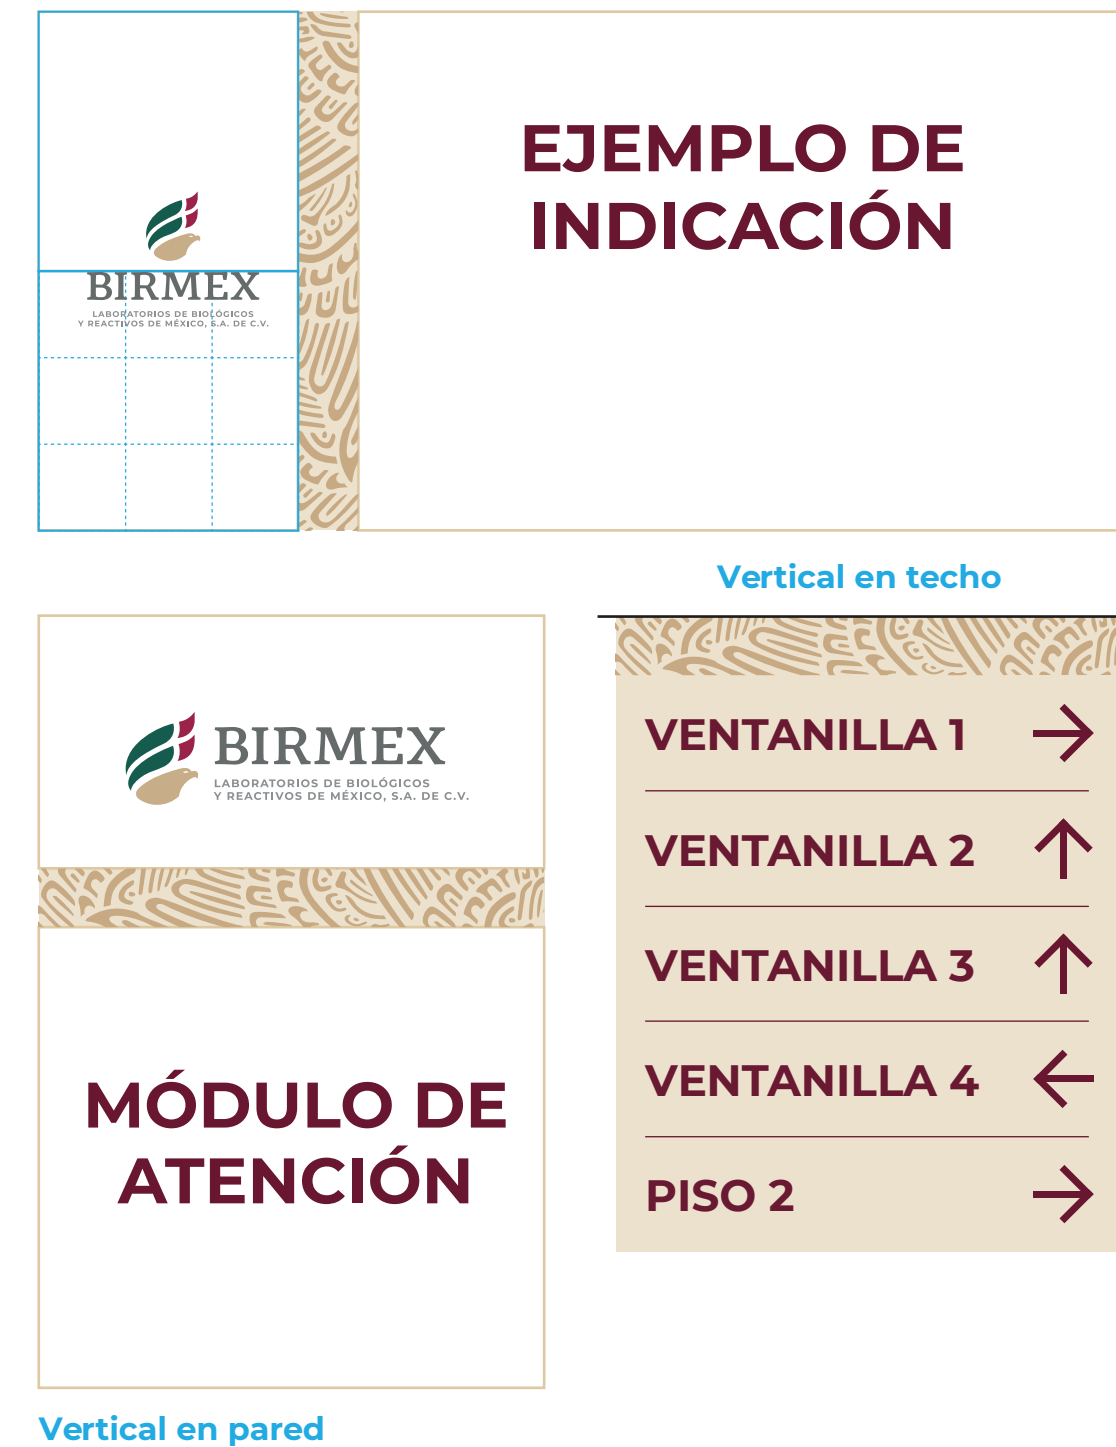 EJEMPLO DE
INDICACIÓN
BIRMEX
LABORATORIOS DE BIOLÓGICOS
Y REACTIVOS DE MÉXICO, S.A. DE C.V.
Vertical en techo
BIRMEX
LABORATORIOS DE BIOLÓGICOS
Y REACTIVOS DE MÉXICO, S.A. DE C.V.
MÓDULO DE
ATENCIÓN
Vertical en pared
VENTANILLA 1
VENTANILLA 2
VENTANILLA 3
VENTANILLA 4
PISO 2